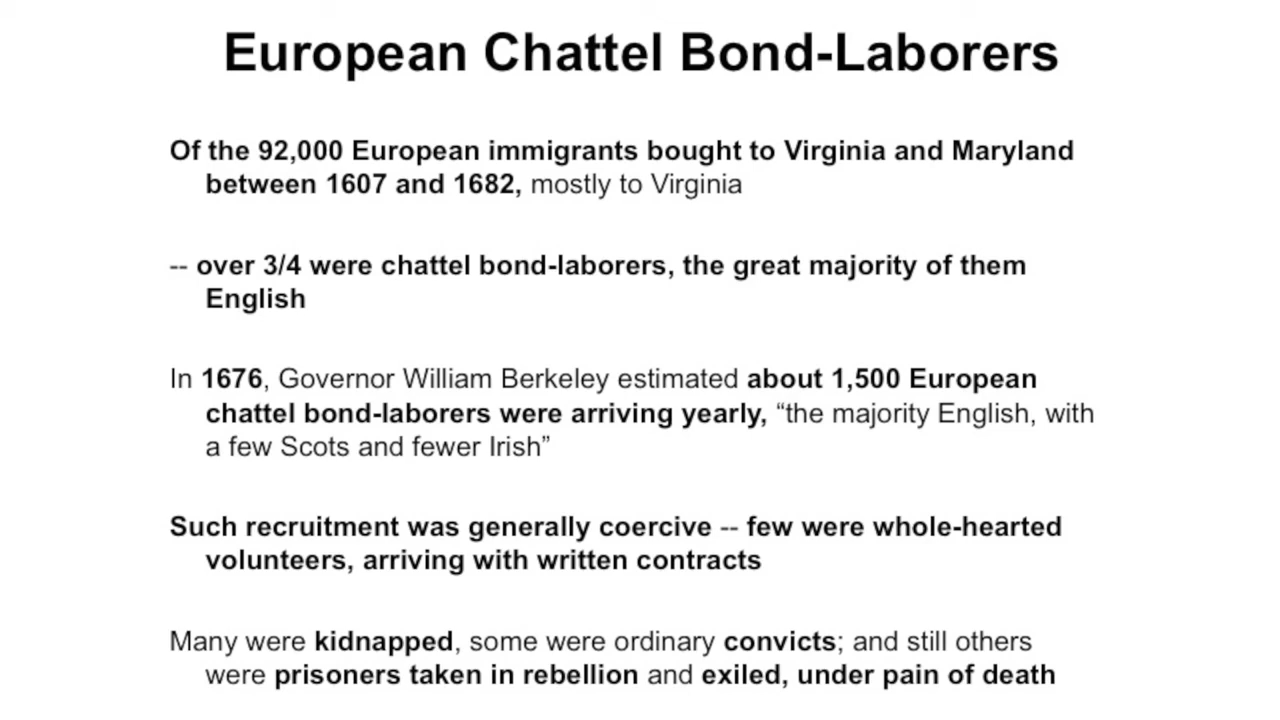 European Chattel Bond-Laborers
Of the 92,000 European immigrants bought to Virginia and Maryland
between 1607 and 1682, mostly to Virginia
-- over 3/4 were chattel bond-laborers, the great majority of them
English
In 1676, Governor William Berkeley estimated about 1,500 European
chattel bond-laborers were arriving yearly, “the majority English, with
a few Scots and fewer Irish”
Such recruitment was generally coercive -- few were whole-hearted
volunteers, arriving with written contracts
Many were kidnapped, some were ordinary convicts; and still others
were prisoners taken in rebellion and exiled, under pain of death